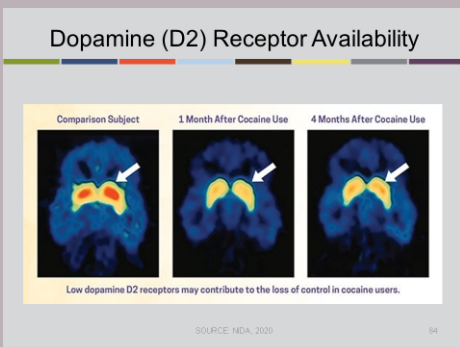 Dopamine (D2) Receptor Availability
Comparison Subject
1 Month After Cocaine Use
4 Months After Cocaine Use
Low dopamine D2 receptors may contribute to the loss of control in cocaine users.
SOURCE: NIDA, 2020
84